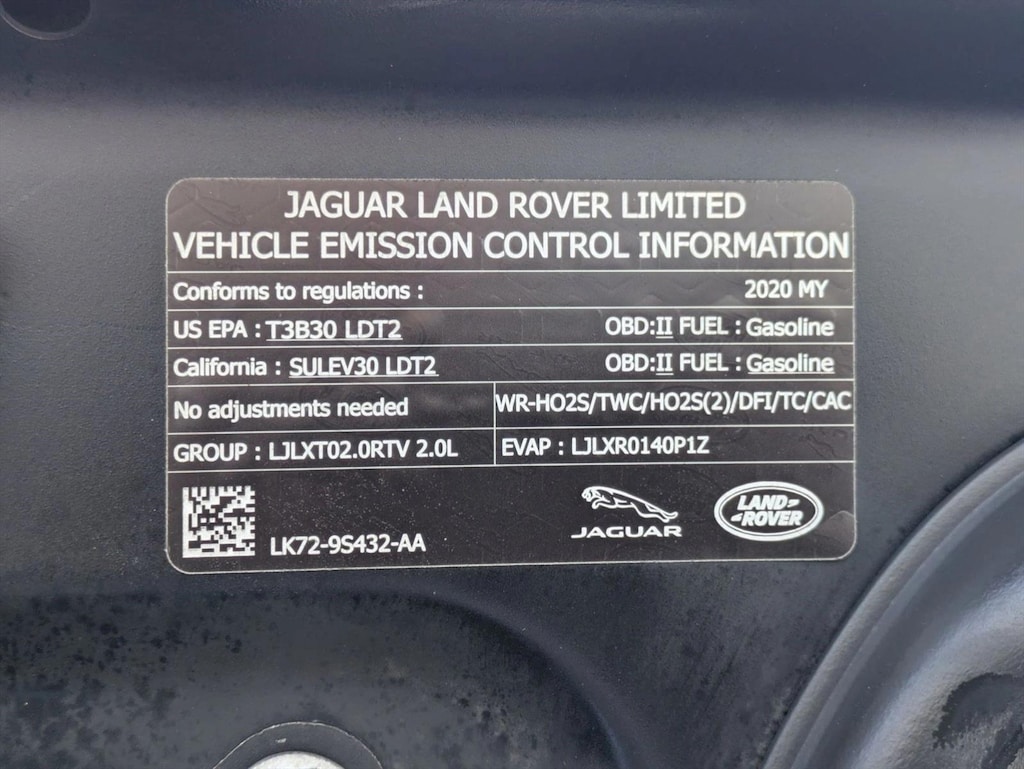 JAGUAR LAND ROVER LIMITED
VEHICLE EMISSION CONTROL INFORMATION
Conforms to regulations : 2020 MY
US EPA : T3B30 LDT2 OBD:II FUEL : Gasoline
California : SULEV30 LDT2 OBD:II FUEL : Gasoline
No adjustments needed WR-HO2S/TWC/HO2S(2)/DFI/TC/CAC
GROUP : LJLXT02.0RTV 2.0L EVAP : LJLXR0140P1Z
LK72-9S432-AA
JAGUAR
LAND-
-ROVER